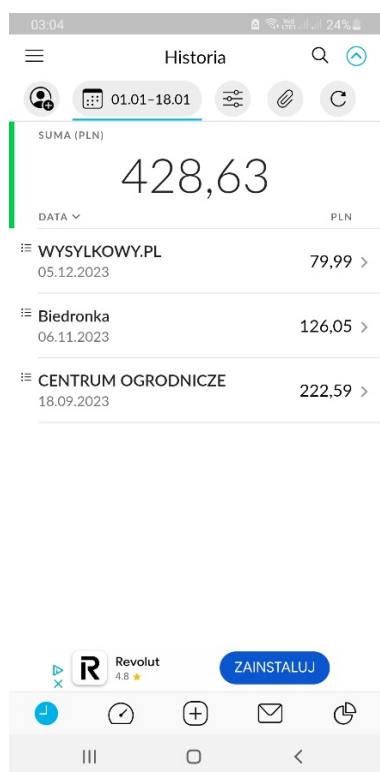 03:04
24%
Historia
01.01-18.01
SUMA (PLN)
428,63
DATA
PLN
WYSYLKOWY.PL
05.12.2023
79,99
Biedronka
06.11.2023
126,05
CENTRUM OGRODNICZE
18.09.2023
222,59
Revolut
4.8
ZAINSTALUJ